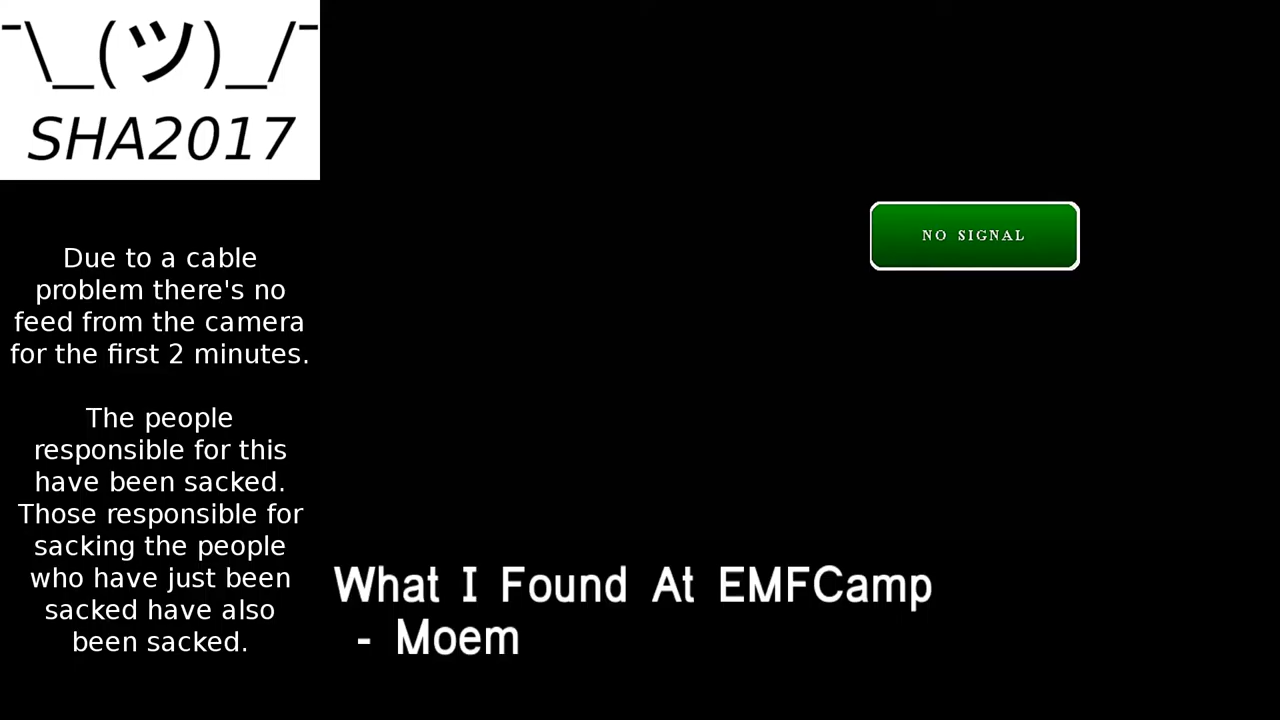 ¯\_(ツ)_/¯
SHA2017
Due to a cable
problem there's no
feed from the camera
for the first 2 minutes.
The people
responsible for this
have been sacked.
Those responsible for
sacking the people
who have just been
sacked have also
been sacked.
NO SIGNAL
What I Found At EMFCamp
- Moem